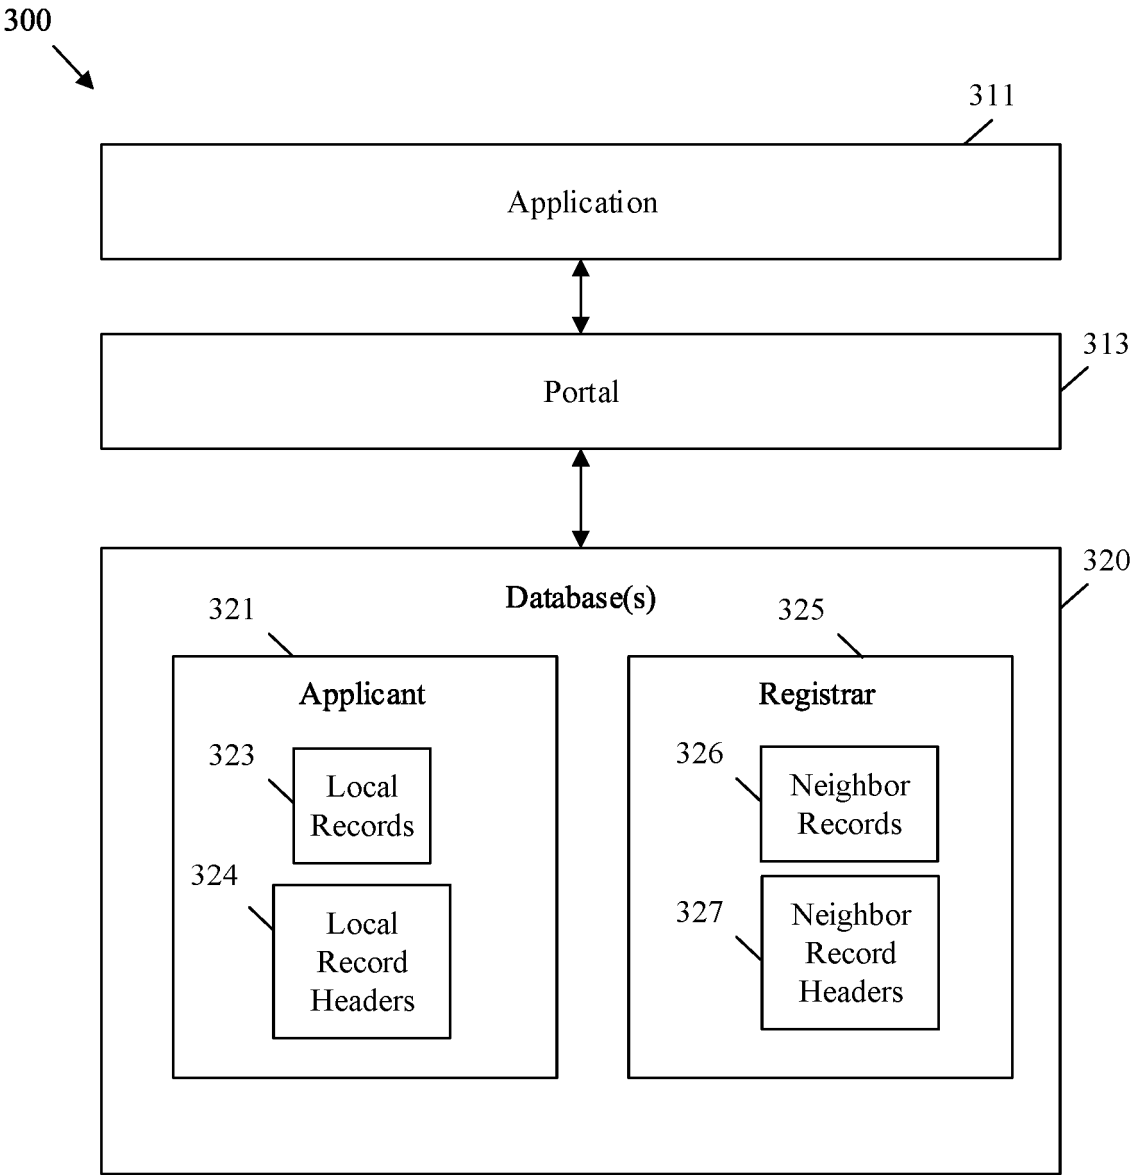 300
311
Application
313
Portal
320
Database(s)
321
325
Applicant
Registrar
323
Local
Records
326
Neighbor
Records
324
Local
Record
Headers
327
Neighbor
Record
Headers